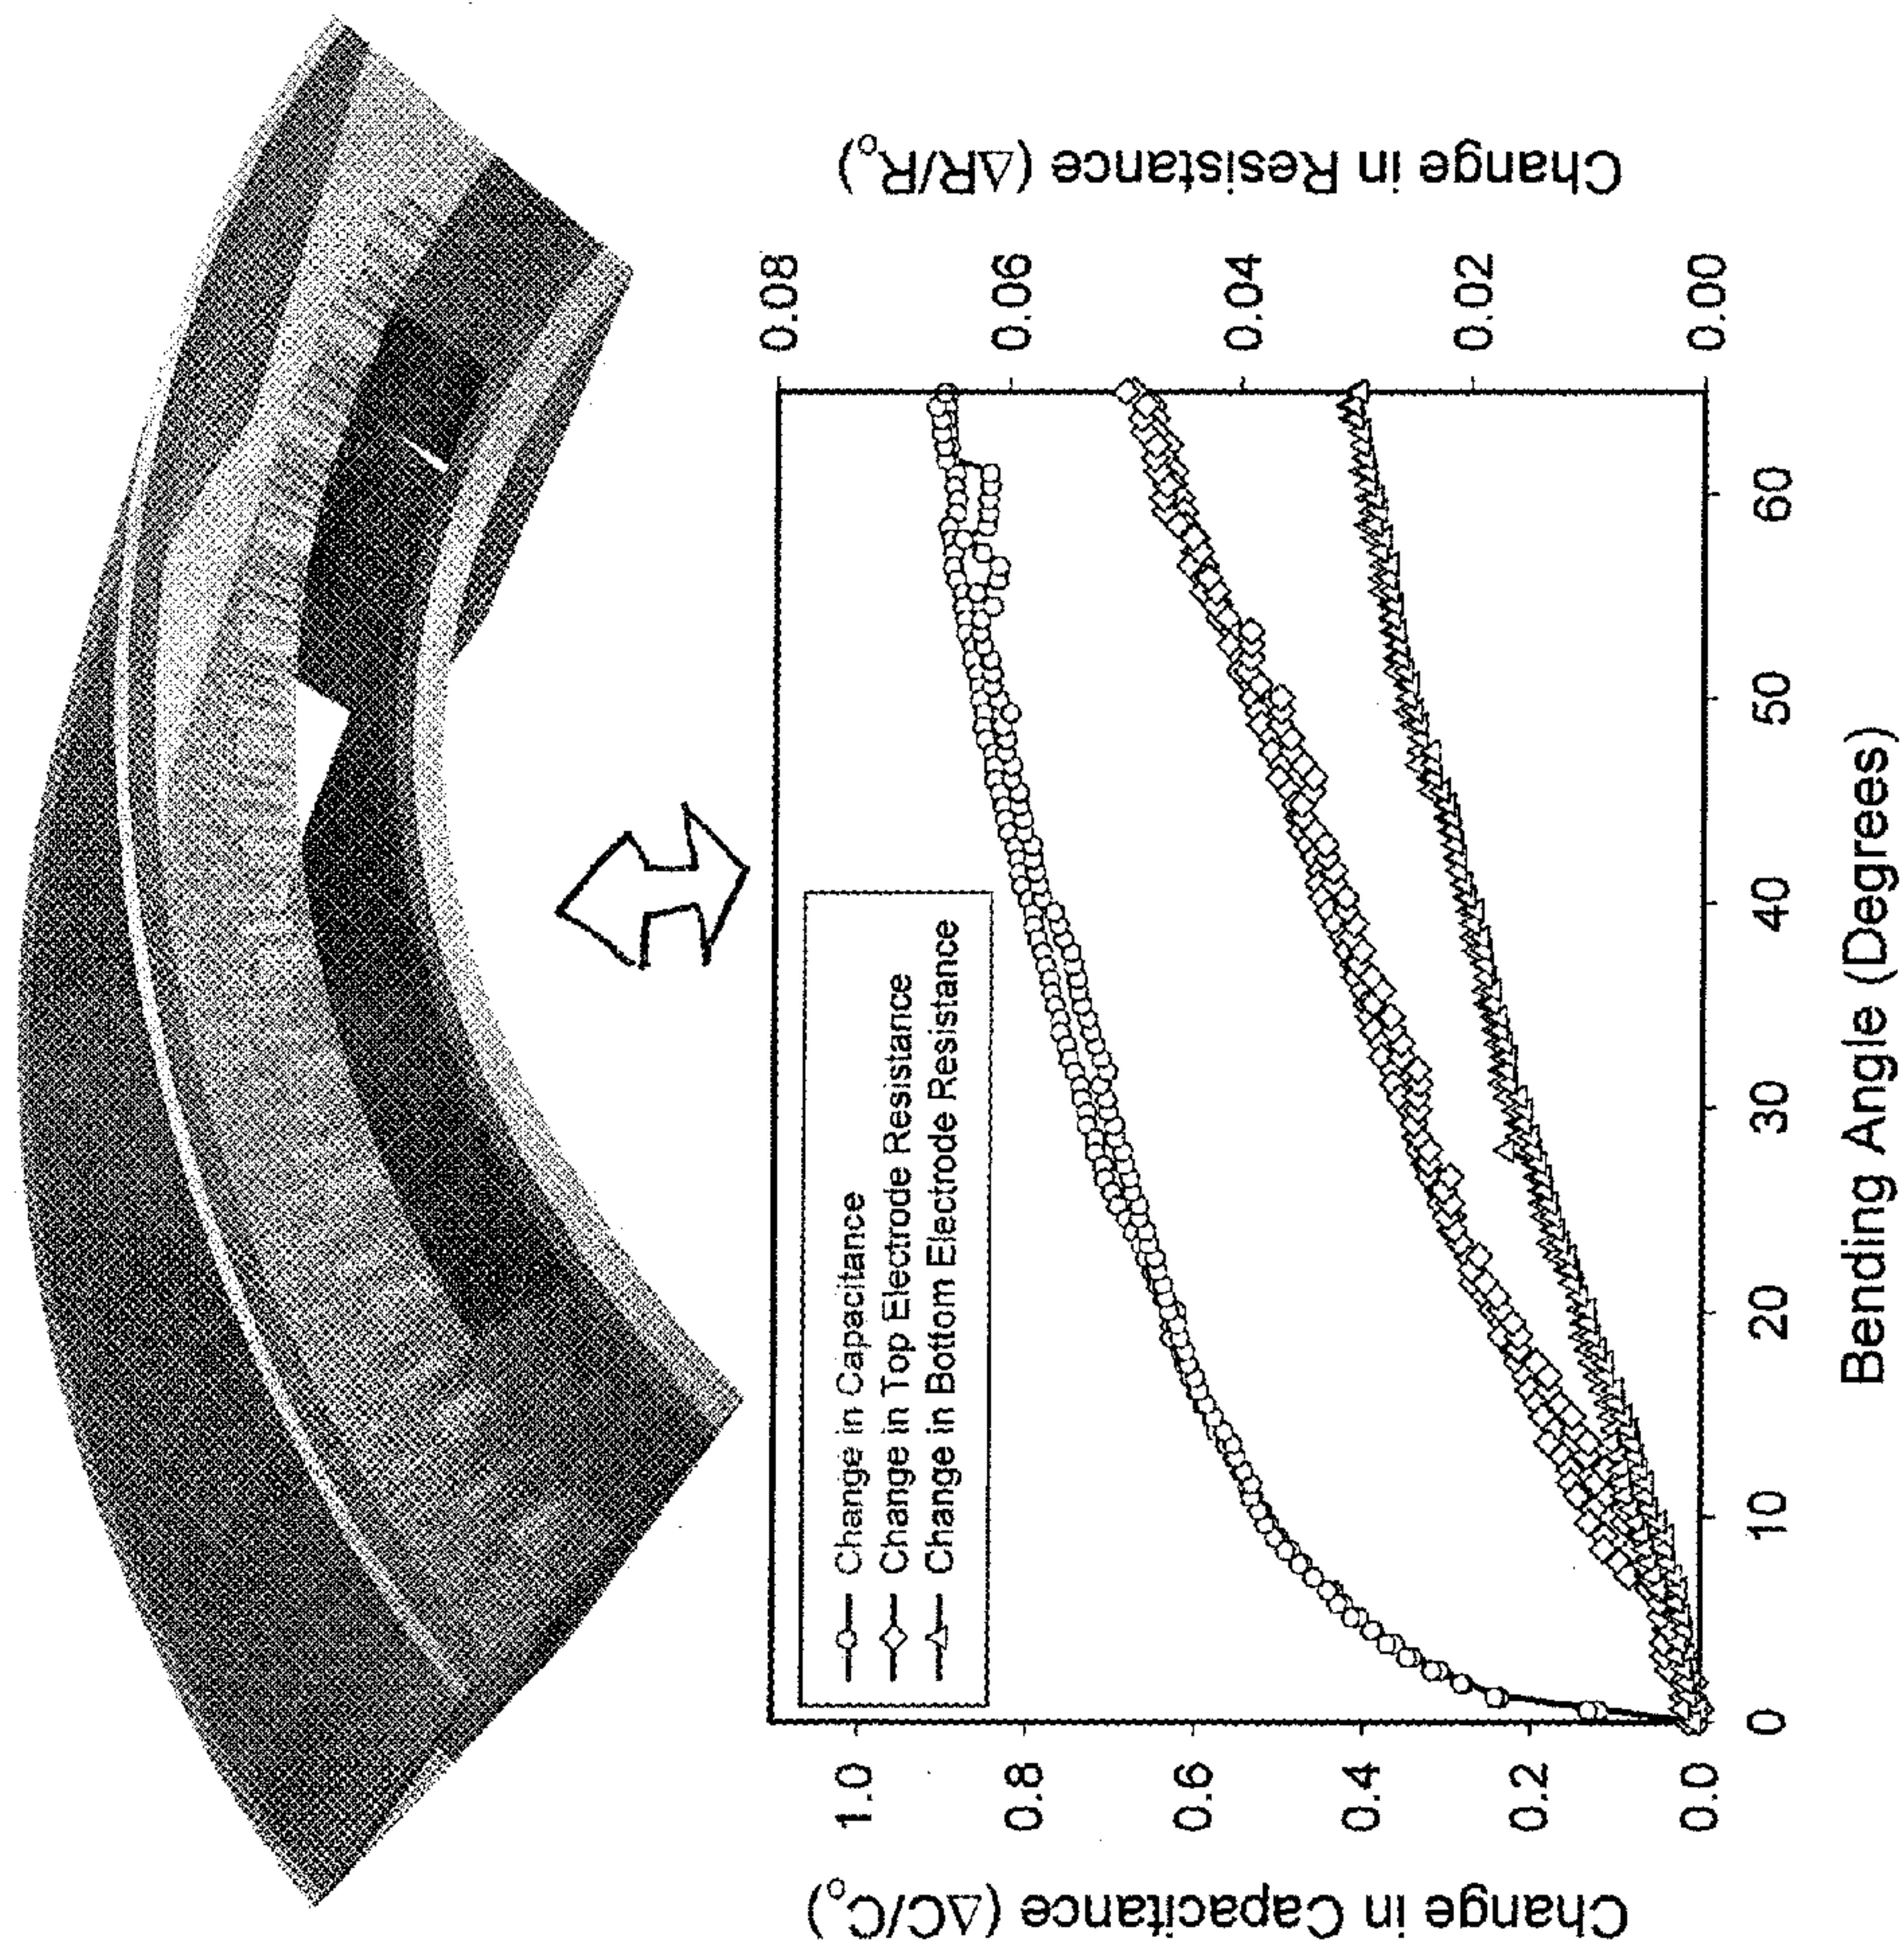 Change in Capacitance (ΔC/C₀)
1.0
0.8
0.6
0.4
0.2
0.0
Change in Capacitance
Change in Top Electrode Resistance
Change in Bottom Electrode Resistance
0.08
0.06
0.04
0.02
0.00
Change in Resistance (ΔR/R₀)
0 10 20 30 40 50 60
Bending Angle (Degrees)